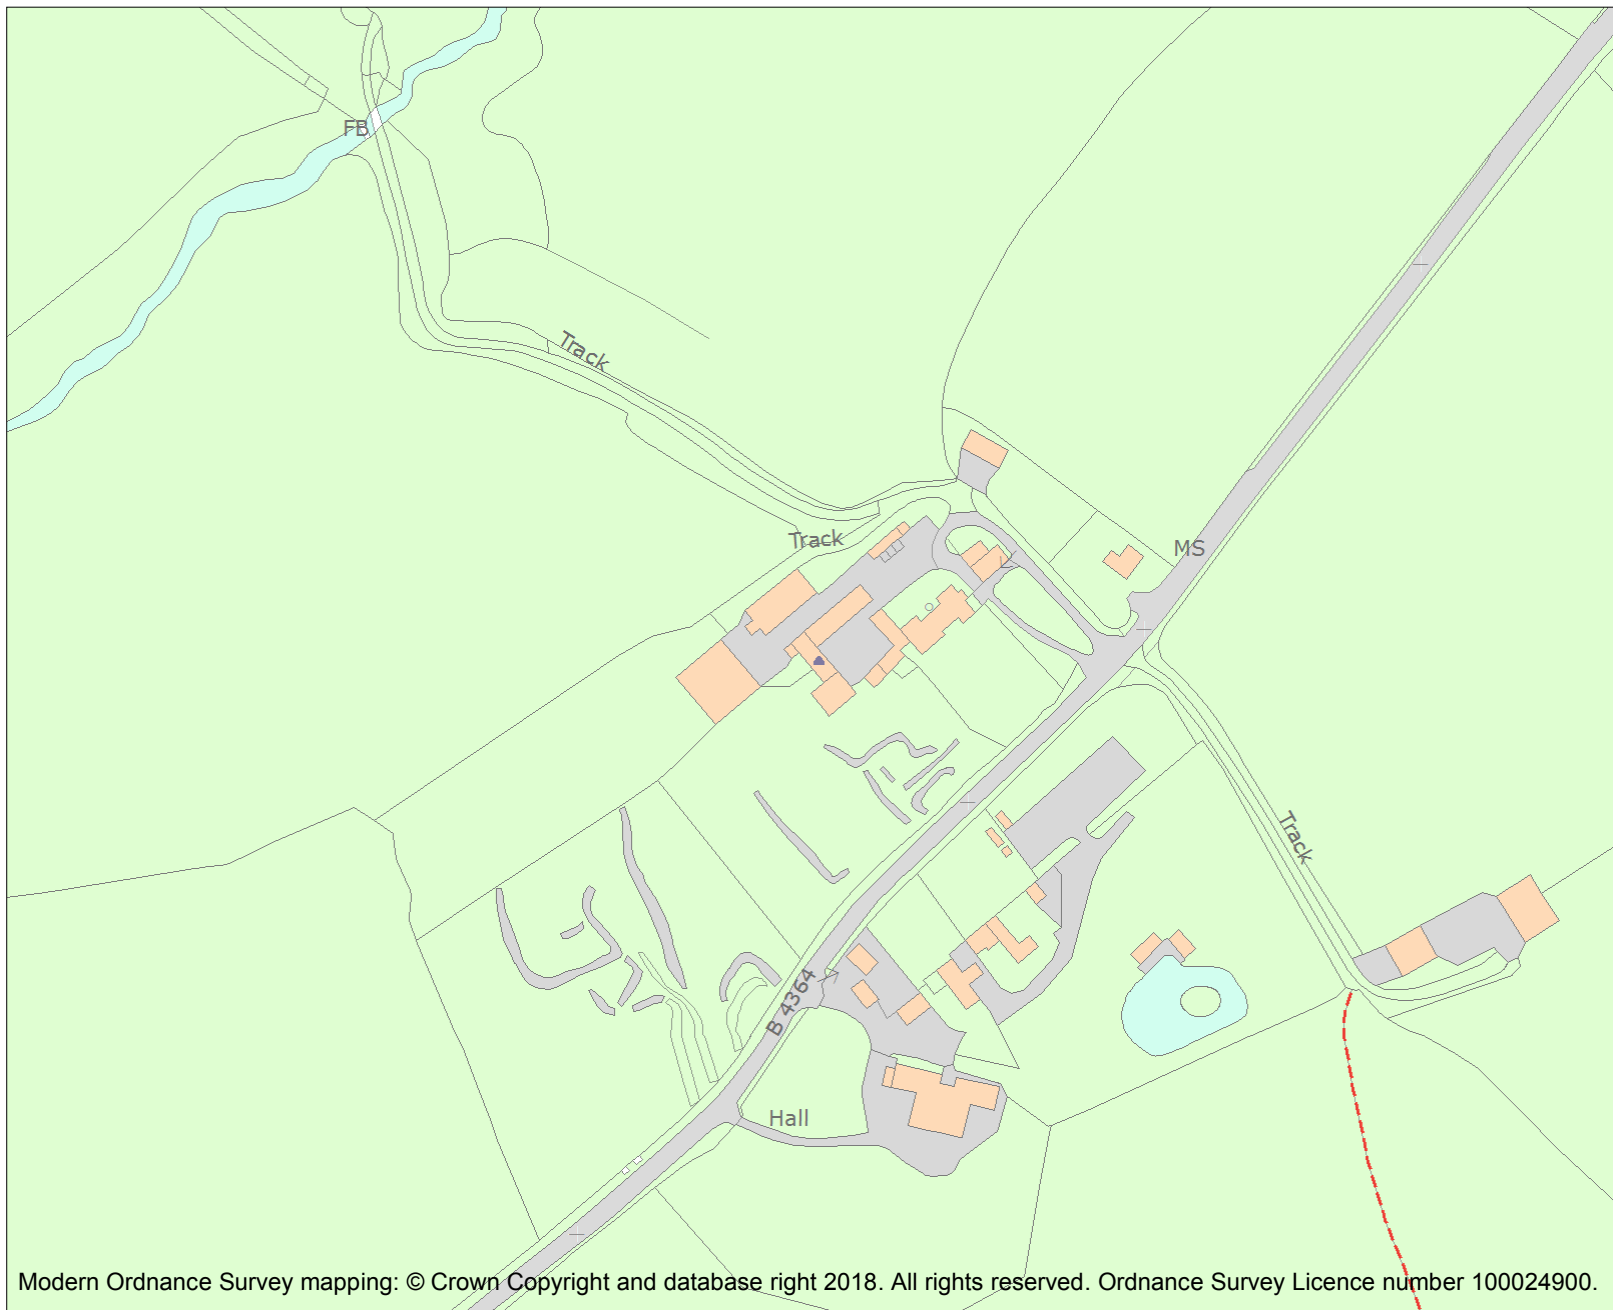 FB
Track
Track
MS
Track
B 4364
Hall
Modern Ordnance Survey mapping: © Crown Copyright and database right 2018. All rights reserved. Ordnance Survey Licence number 100024900.